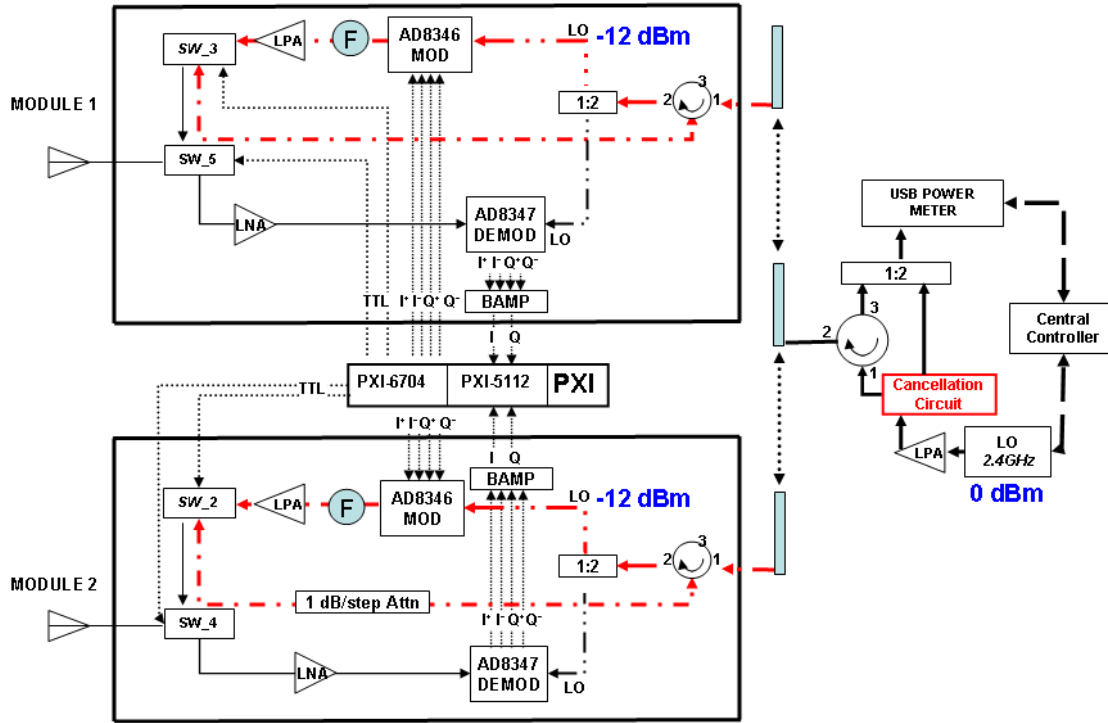 MODULE 1
SW_3
LPA
F
AD8346
MOD
LO
-12 dBm
1:2
3
2
1
SW_5
LNA
AD8347
DEMOD
LO
I+ I- Q+ Q-
BAMP
TTL
I+ I- Q+ Q-
I
Q
USB POWER
METER
1:2
3
2
1
Central
Controller
Cancellation
Circuit
LPA
LO
2.4GHz
0 dBm
PXI-6704
PXI-5112
PXI
TTL
I+ I- Q+ Q-
I
Q
BAMP
MODULE 2
SW_2
LPA
F
AD8346
MOD
LO
-12 dBm
1:2
3
2
1
1 dB/step Attn
SW_4
LNA
I+ I- Q+ Q-
AD8347
DEMOD
LO